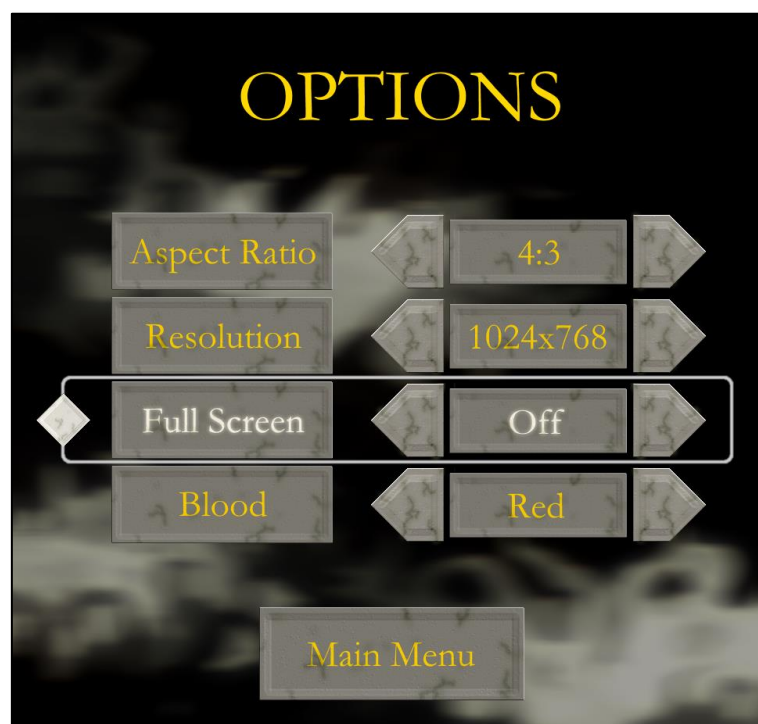 OPTIONS
Aspect Ratio 4:3
Resolution 1024x768
Full Screen Off
Blood Red
Main Menu